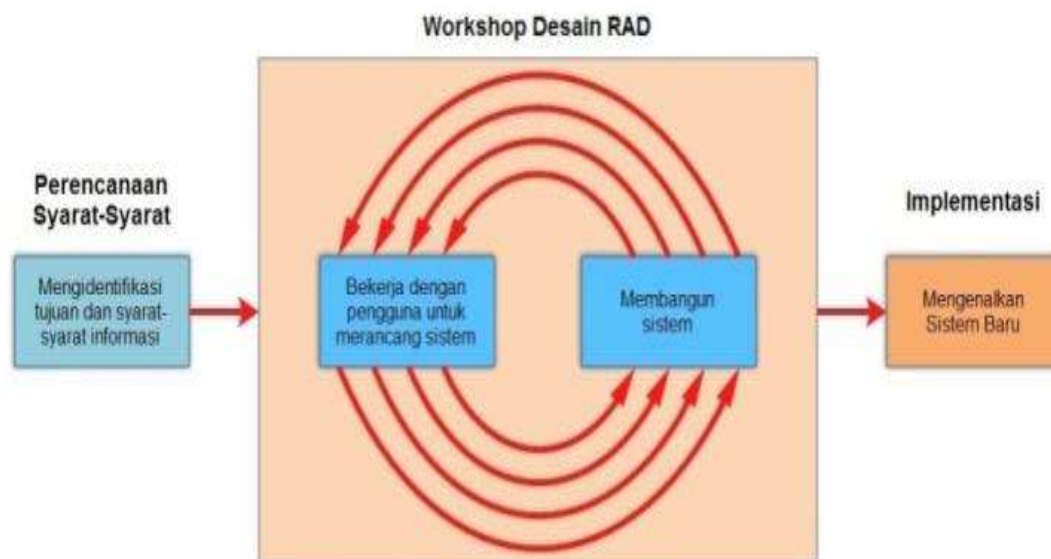 Workshop Desain RAD
Perencanaan
Syarat-Syarat
Mengidentifikasi
tujuan dan syarat-
syarat informasi
Bekerja dengan
pengguna untuk
merancang sistem
Membangun
sistem
Implementasi
Mengenalkan
Sistem Baru